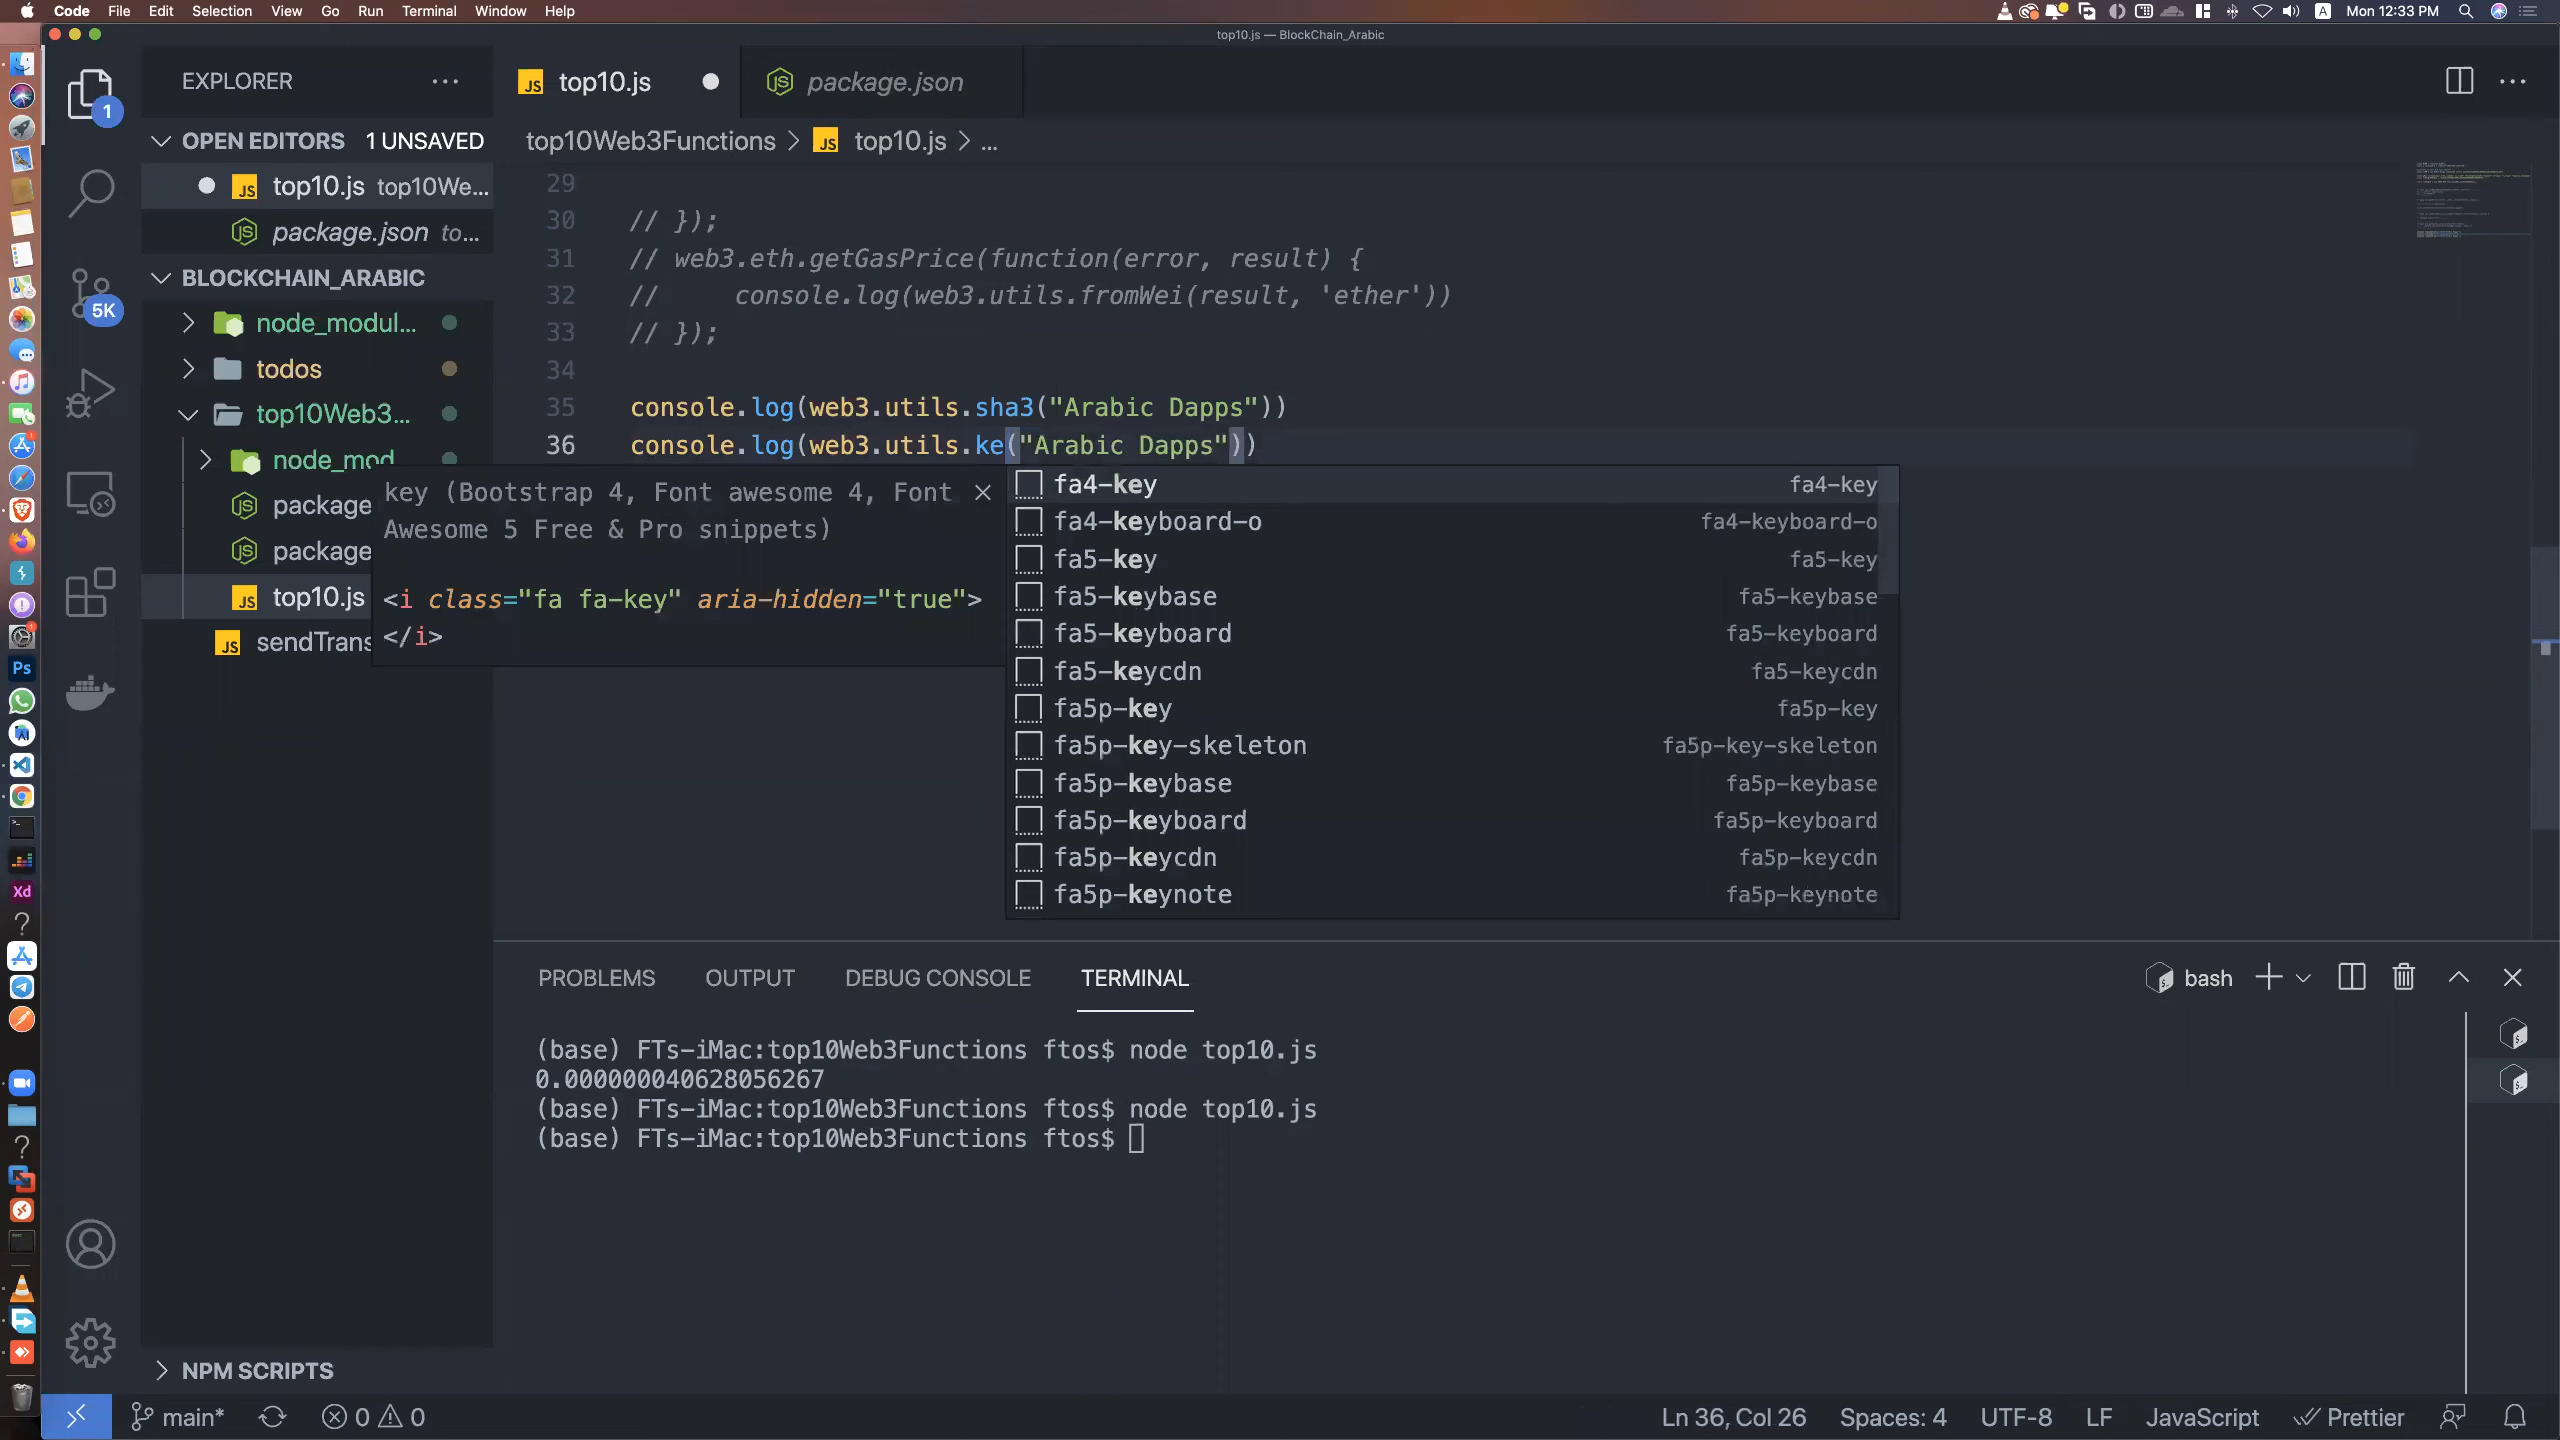 Code File Edit Selection View Go Run Terminal Window Help
A Mon 12:33 PM
top10.js — BlockChain_Arabic
EXPLORER
1
OPEN EDITORS 1 UNSAVED
JS top10.js top10We...
package.json to...
BLOCKCHAIN_ARABIC
node_modul...
todos
top10Web3...
node_mod
package
package
JS top10.js
JS sendTrans
NPM SCRIPTS
5K
JS top10.js
package.json
top10Web3Functions > JS top10.js > ...
29
30 // });
31 // web3.eth.getGasPrice(function(error, result) {
32 //     console.log(web3.utils.fromWei(result, 'ether'))
33 // });
34
35 console.log(web3.utils.sha3("Arabic Dapps"))
36 console.log(web3.utils.ke("Arabic Dapps"))
key (Bootstrap 4, Font awesome 4, Font
Awesome 5 Free & Pro snippets)
<i class="fa fa-key" aria-hidden="true">
</i>
fa4-key fa4-key
fa4-keyboard-o fa4-keyboard-o
fa5-key fa5-key
fa5-keybase fa5-keybase
fa5-keyboard fa5-keyboard
fa5-keycdn fa5-keycdn
fa5p-key fa5p-key
fa5p-key-skeleton fa5p-key-skeleton
fa5p-keybase fa5p-keybase
fa5p-keyboard fa5p-keyboard
fa5p-keycdn fa5p-keycdn
fa5p-keynote fa5p-keynote
PROBLEMS OUTPUT DEBUG CONSOLE TERMINAL
bash
(base) FTs-iMac:top10Web3Functions ftos$ node top10.js
0.000000040628056267
(base) FTs-iMac:top10Web3Functions ftos$ node top10.js
(base) FTs-iMac:top10Web3Functions ftos$
main* 0 0
Ln 36, Col 26 Spaces: 4 UTF-8 LF JavaScript Prettier
Ps
Xd